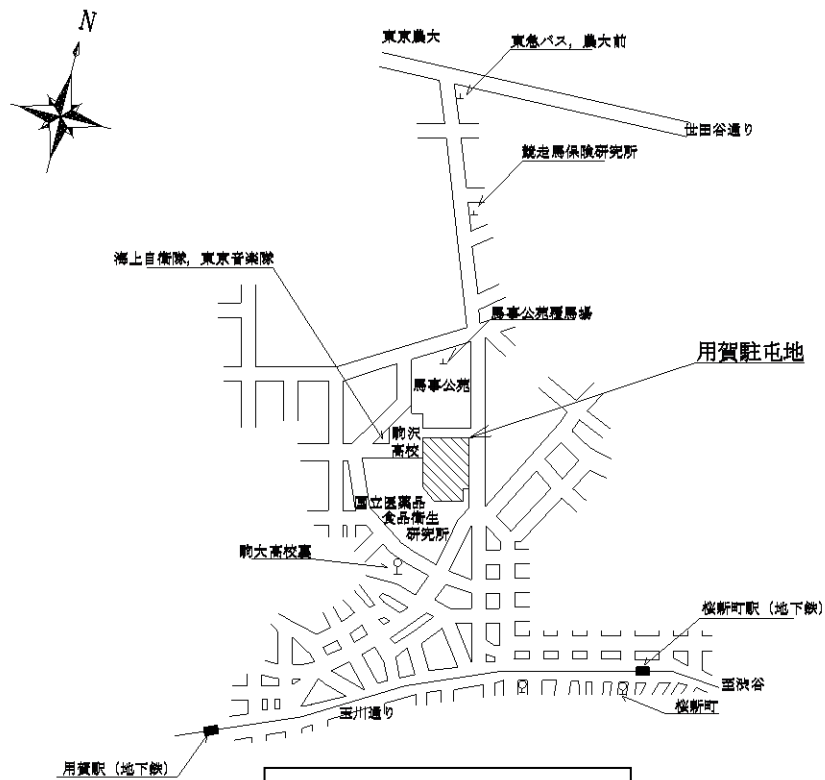 N
東京農大
東急バス，農大前
世田谷通り
競走馬保険研究所
海上自衛隊，東京音楽隊
馬事公苑覆馬場
用賀駐屯地
馬事公苑
駒沢
高校
国立医薬品
食品衛生
研究所
駒大高校裏
桜新町駅（地下鉄）
至渋谷
桜新町
玉川通り
用賀駅（地下鉄）